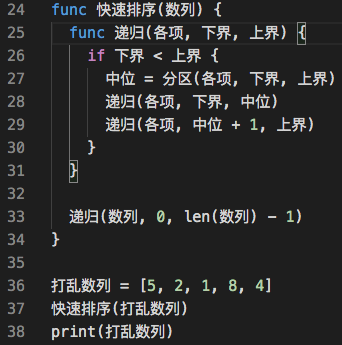 24 func 快速排序(数列) {
25 func 递归(各项, 下界, 上界) {
26 if 下界 < 上界 {
27 中位 = 分区(各项, 下界, 上界)
28 递归(各项, 下界, 中位)
29 递归(各项, 中位 + 1, 上界)
30 }
31 }
32
33 递归(数列, 0, len(数列) - 1)
34 }
35
36 打乱数列 = [5, 2, 1, 8, 4]
37 快速排序(打乱数列)
38 print(打乱数列)